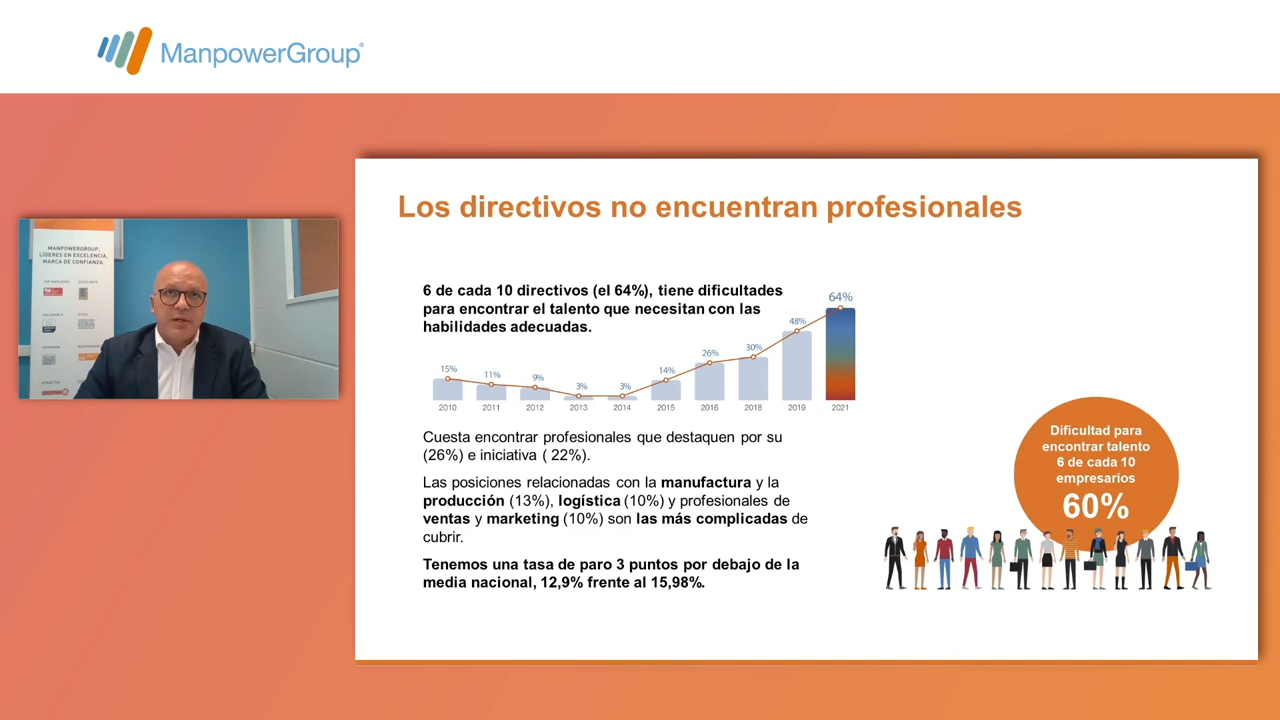 ManpowerGroup
MANPOWERGROUP,
LÍDERES EN EXCELENCIA,
MARCA DE CONFIANZA.
TOP EMPLOYER
EXCELENTE
SALUDABLE
ÉTICA
Los directivos no encuentran profesionales
6 de cada 10 directivos (el 64%), tiene dificultades
para encontrar el talento que necesitan con las
habilidades adecuadas.
15%
11%
9%
3%
3%
14%
26%
30%
48%
64%
2010
2011
2012
2013
2014
2015
2016
2018
2019
2021
Cuesta encontrar profesionales que destaquen por su
(26%) e iniciativa ( 22%).
Las posiciones relacionadas con la manufactura y la
producción (13%), logística (10%) y profesionales de
ventas y marketing (10%) son las más complicadas de
cubrir.
Tenemos una tasa de paro 3 puntos por debajo de la
media nacional, 12,9% frente al 15,98%.
Dificultad para
encontrar talento
6 de cada 10
empresarios
60%